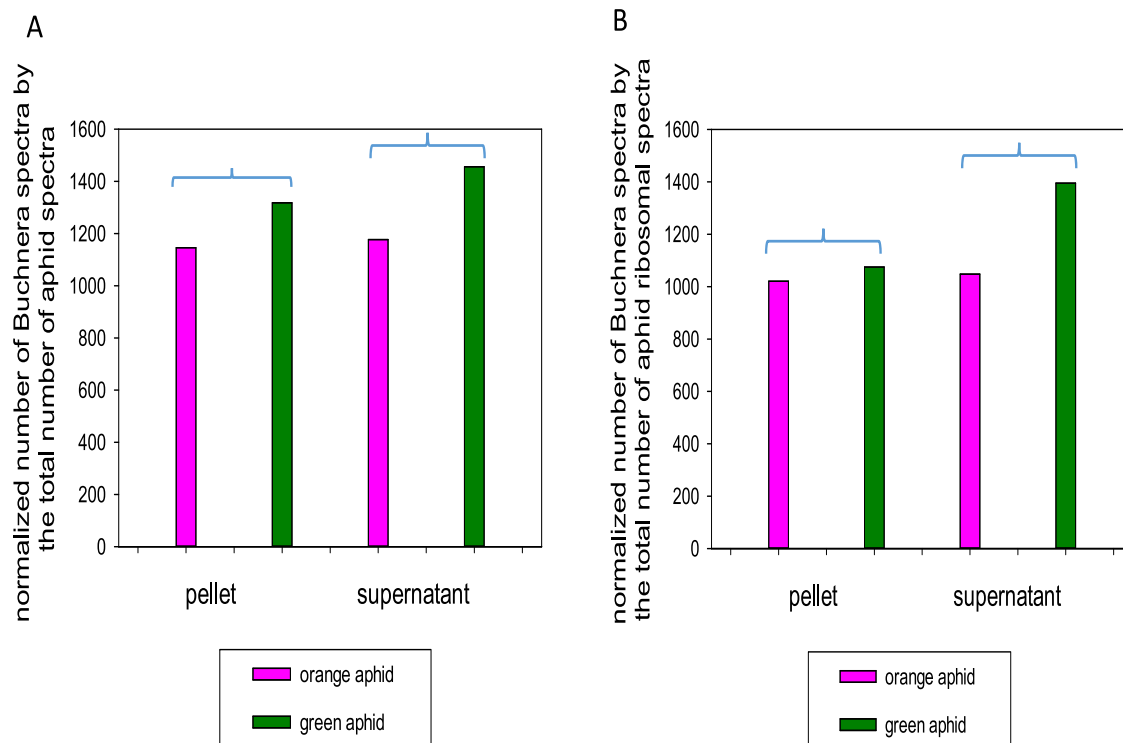 A
normalized number of Buchnera spectra by
the total number of aphid spectra
1600
1400
1200
1000
800
600
400
200
0
pellet supernatant
orange aphid
green aphid
B
normalized number of Buchnera spectra by
the total number of aphid ribosomal spectra
1600
1400
1200
1000
800
600
400
200
0
pellet supernatant
orange aphid
green aphid